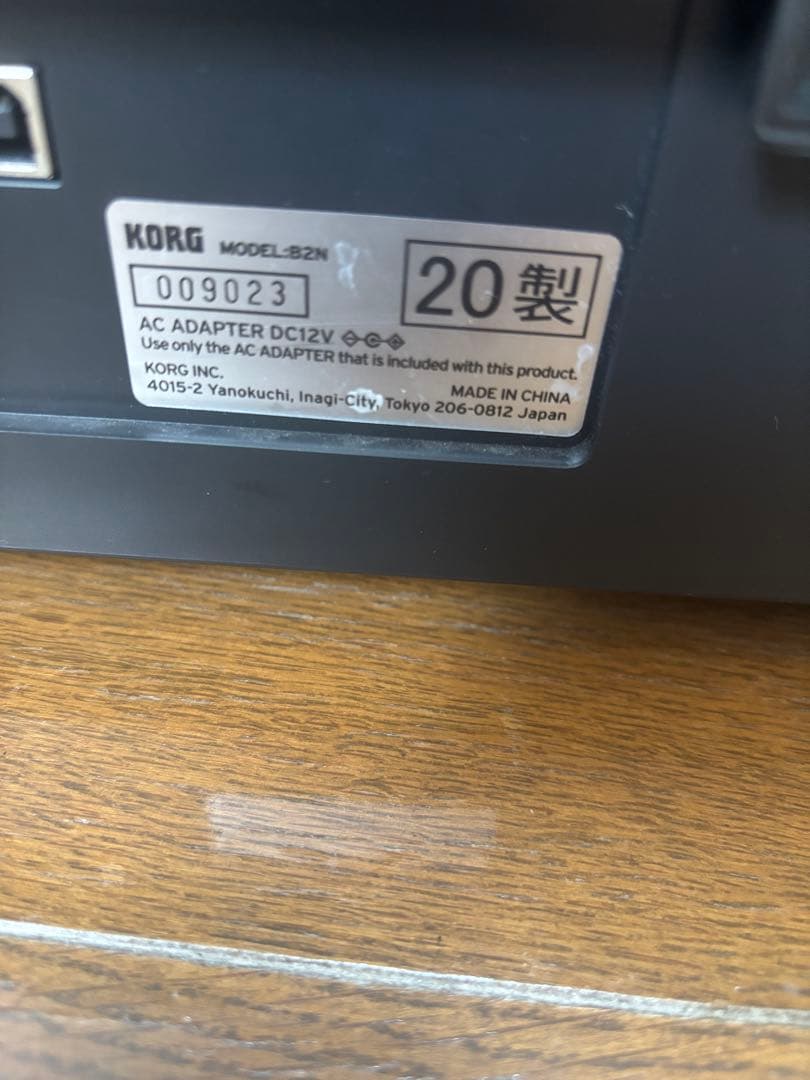 KORG MODEL:B2N
009023
20製
AC ADAPTER DC12V
Use only the AC ADAPTER that is included with this product.
KORG INC.
MADE IN CHINA
4015-2 Yanokuchi, Inagi-City, Tokyo 206-0812 Japan